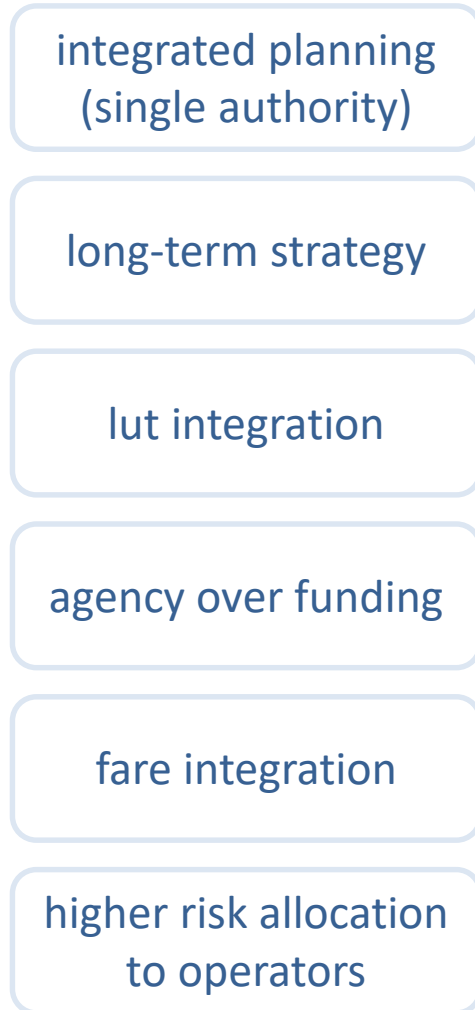 integrated planning
(single authority)
long-term strategy
lut integration
agency over funding
fare integration
higher risk allocation
to operators